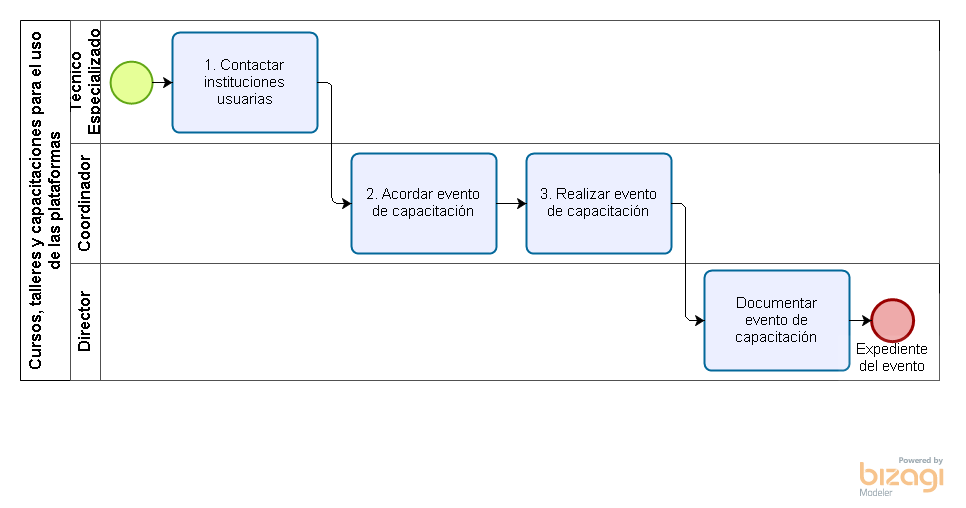 Cursos, talleres y capacitaciones para el uso
de las plataformas
Técnico
Especializado
1. Contactar
instituciones
usuarias
Coordinador
2. Acordar evento
de capacitación
3. Realizar evento
de capacitación
Director
Documentar
evento de
capacitación
Expediente
del evento
Powered by
bizagi
Modeler